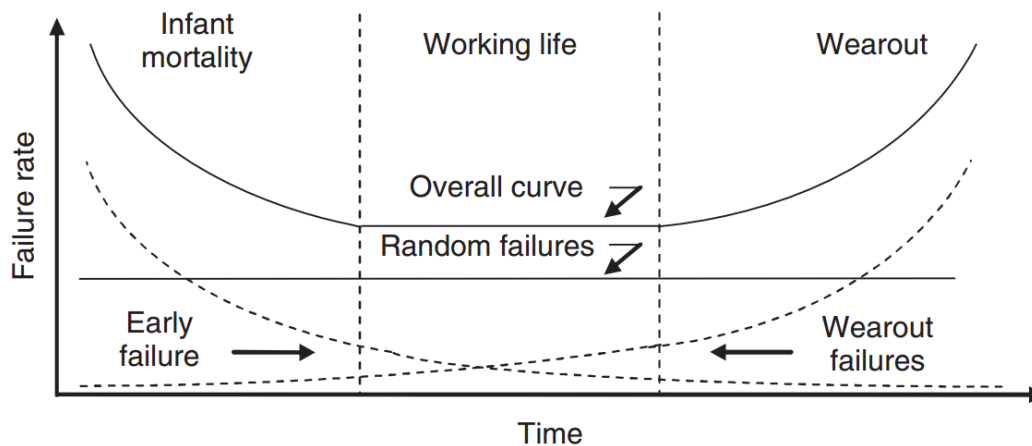 Infant
mortality
Working life
Wearout
Failure rate
Overall curve
Random failures
Early
failure
Wearout
failures
Time